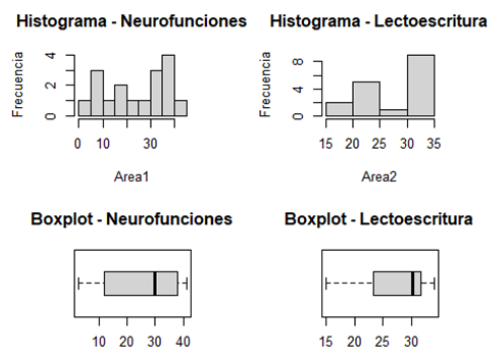 Histograma - Neurofunciones
Frecuencia
0 2 4
0 10 30
Area1
Histograma - Lectoescritura
Frecuencia
0 4 8
15 20 25 30 35
Area2
Boxplot - Neurofunciones
10 20 30 40
Boxplot - Lectoescritura
15 20 25 30